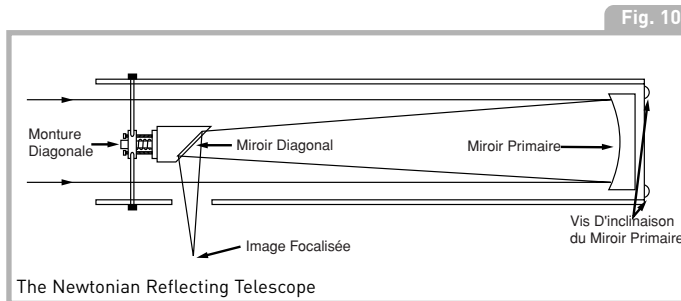 Fig. 10
Monture
Diagonale
Miroir Diagonal
Miroir Primaire
Vis D'inclinaison
du Miroir Primaire
Image Focalisée
The Newtonian Reflecting Telescope